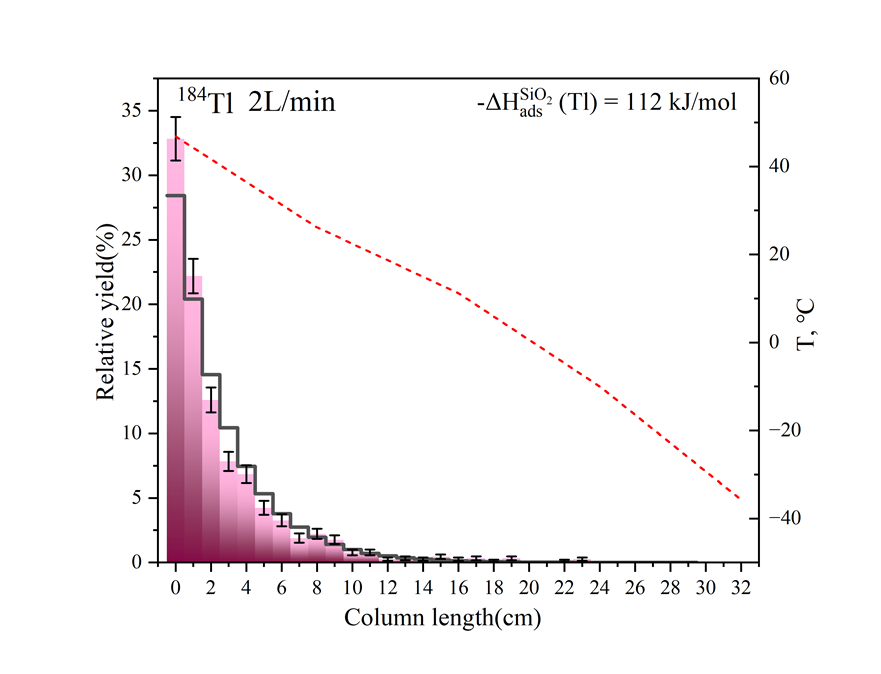 ¹⁸⁴Tl 2L/min
-ΔH_ads^SiO₂ (Tl) = 112 kJ/mol
Relative yield(%)
35
30
25
20
15
10
5
0
60
40
20
0
−20
−40
T, °C
0 2 4 6 8 10 12 14 16 18 20 22 24 26 28 30 32
Column length(cm)